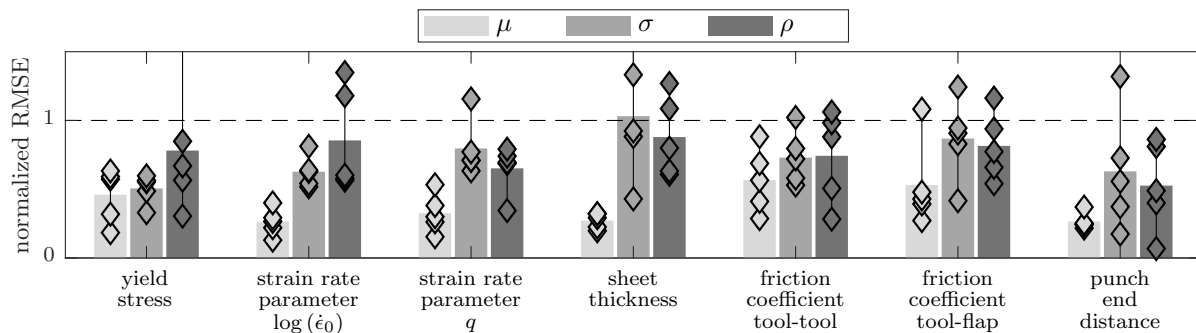 μ σ ρ
normalized RMSE
1
0
yield
stress
strain rate
parameter
log (ϵ̇₀)
strain rate
parameter
q
sheet
thickness
friction
coefficient
tool-tool
friction
coefficient
tool-flap
punch
end
distance